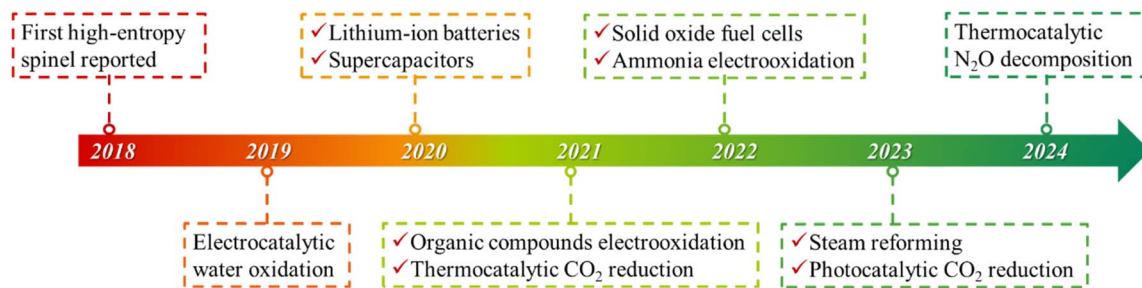 First high-entropy
spinel reported
✓Lithium-ion batteries
✓Supercapacitors
✓Solid oxide fuel cells
✓Ammonia electrooxidation
Thermocatalytic
N₂O decomposition
2018 2019 2020 2021 2022 2023 2024
Electrocatalytic
water oxidation
✓Organic compounds electrooxidation
✓Thermocatalytic CO₂ reduction
✓Steam reforming
✓Photocatalytic CO₂ reduction